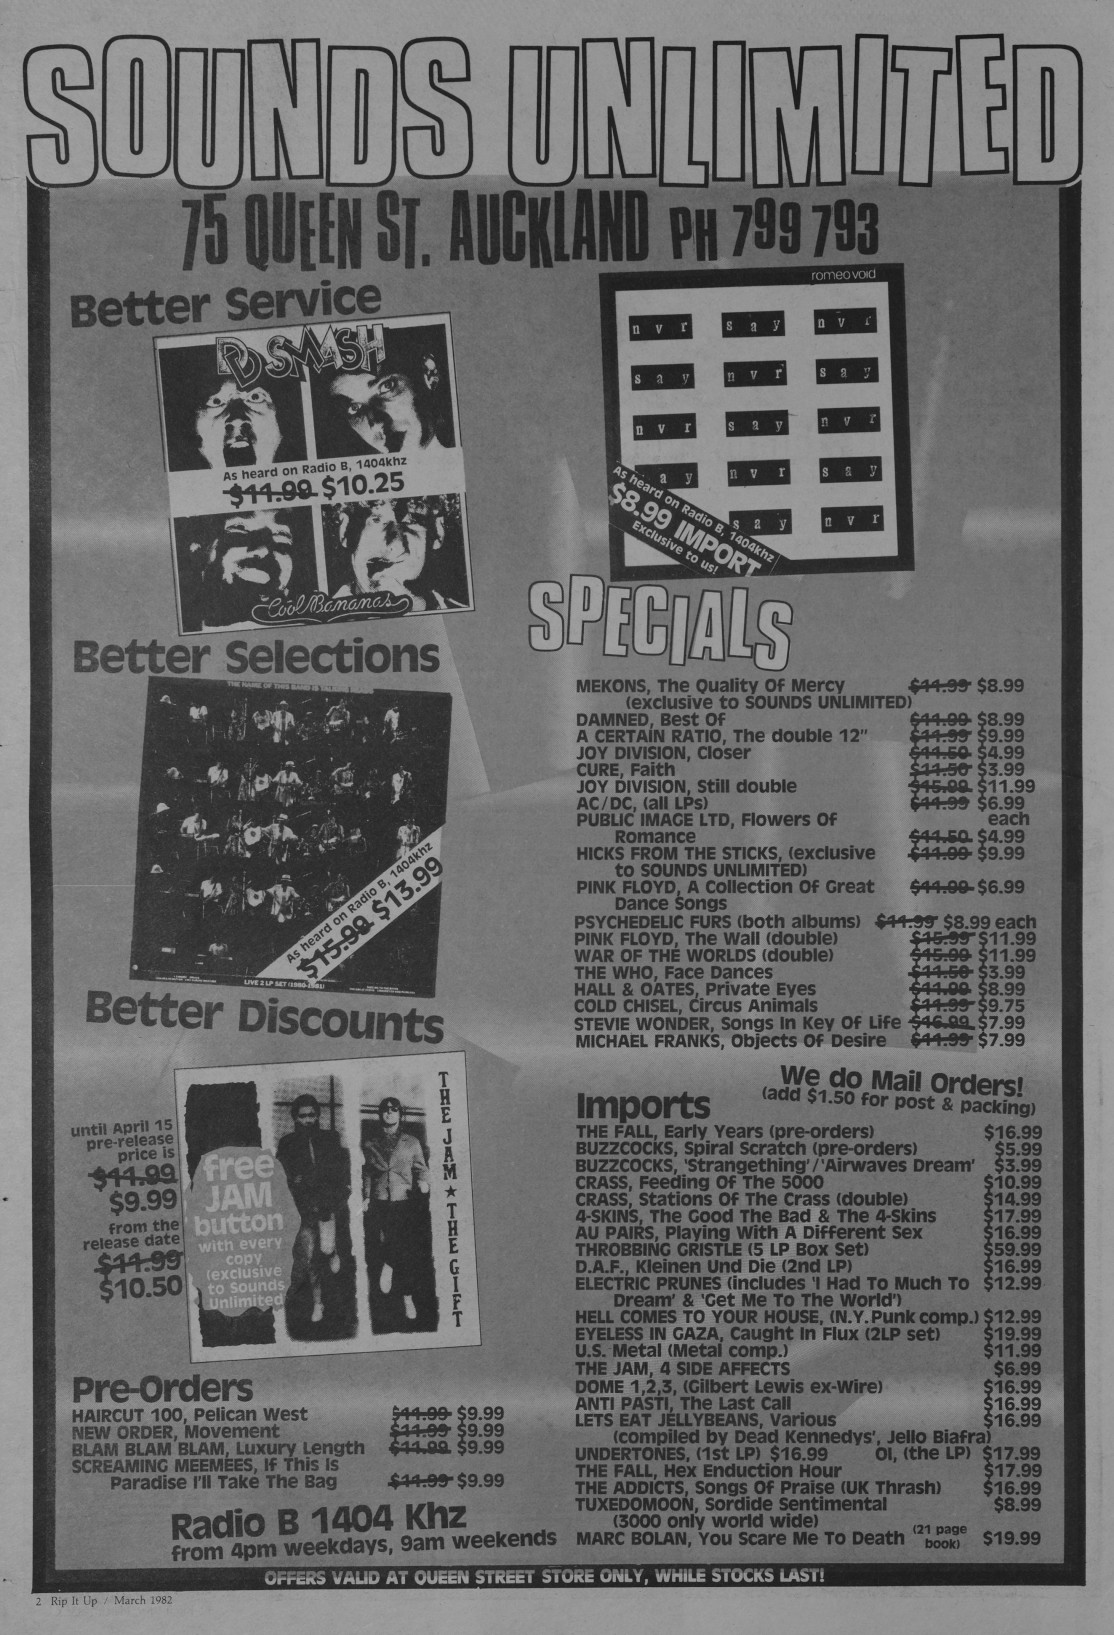 SOUNDS UNLIMITED
75 QUEEN ST. AUCKLAND PH 799 793
Better Service
DD SMASH
As heard on Radio B, 1404khz
$11.99 $10.25
Cool Bananas
romeo void
nvr say nvr
say nvr say
nvr say nvr
ay nvr say
say nvr
As heard on Radio B, 1404khz
$8.99 IMPORT
Exclusive to us!
Better Selections
THE NAME OF THIS BAND IS TALKING HEADS
As heard on Radio B, 1404khz
$15.99 $13.99
LIVE 2 LP SET (1980-1981)
Better Discounts
until April 15
pre-release
price is
$11.99
$9.99
from the
release date
$11.99
$10.50
free
JAM
button
with every
copy
(exclusive
to Sounds
Unlimited)
THE JAM ★ THE GIFT
Pre-Orders
HAIRCUT 100, Pelican West $11.99 $9.99
NEW ORDER, Movement $11.99 $9.99
BLAM BLAM BLAM, Luxury Length $11.99 $9.99
SCREAMING MEEMEES, If This Is
Paradise I'll Take The Bag $11.99 $9.99
Radio B 1404 Khz
from 4pm weekdays, 9am weekends
SPECIALS
MEKONS, The Quality Of Mercy $11.99 $8.99
(exclusive to SOUNDS UNLIMITED)
DAMNED, Best Of $11.99 $8.99
A CERTAIN RATIO, The double 12" $11.99 $9.99
JOY DIVISION, Closer $11.50 $4.99
CURE, Faith $11.50 $3.99
JOY DIVISION, Still double $15.99 $11.99
AC/DC, (all LPs) $11.99 $6.99
each
PUBLIC IMAGE LTD, Flowers Of
Romance $11.50 $4.99
HICKS FROM THE STICKS, (exclusive $11.99 $9.99
to SOUNDS UNLIMITED)
PINK FLOYD, A Collection Of Great $11.99 $6.99
Dance Songs
PSYCHEDELIC FURS (both albums) $11.99 $8.99 each
PINK FLOYD, The Wall (double) $15.99 $11.99
WAR OF THE WORLDS (double) $15.99 $11.99
THE WHO, Face Dances $11.50 $3.99
HALL & OATES, Private Eyes $11.99 $8.99
COLD CHISEL, Circus Animals $11.99 $9.75
STEVIE WONDER, Songs In Key Of Life $16.99 $7.99
MICHAEL FRANKS, Objects Of Desire $11.99 $7.99
We do Mail Orders!
(add $1.50 for post & packing)
Imports
THE FALL, Early Years (pre-orders) $16.99
BUZZCOCKS, Spiral Scratch (pre-orders) $5.99
BUZZCOCKS, 'Strangething'/'Airwaves Dream' $3.99
CRASS, Feeding Of The 5000 $10.99
CRASS, Stations Of The Crass (double) $14.99
4-SKINS, The Good The Bad & The 4-Skins $17.99
AU PAIRS, Playing With A Different Sex $16.99
THROBBING GRISTLE (5 LP Box Set) $59.99
D.A.F., Kleinen Und Die (2nd LP) $16.99
ELECTRIC PRUNES (includes 'I Had To Much To $12.99
Dream' & 'Get Me To The World')
HELL COMES TO YOUR HOUSE, (N.Y. Punk comp.) $12.99
EYELESS IN GAZA, Caught In Flux (2LP set) $19.99
U.S. Metal (Metal comp.) $11.99
THE JAM, 4 SIDE AFFECTS $6.99
DOME 1,2,3, (Gilbert Lewis ex-Wire) $16.99
ANTI PASTI, The Last Call $16.99
LETS EAT JELLYBEANS, Various $16.99
(compiled by Dead Kennedys', Jello Biafra)
UNDERTONES, (1st LP) $16.99 OI, (the LP) $17.99
THE FALL, Hex Enduction Hour $17.99
THE ADDICTS, Songs Of Praise (UK Thrash) $16.99
TUXEDOMOON, Sordide Sentimental $8.99
(3000 only world wide)
MARC BOLAN, You Scare Me To Death (21 page book) $19.99
OFFERS VALID AT QUEEN STREET STORE ONLY, WHILE STOCKS LAST!
2 Rip It Up / March 1982